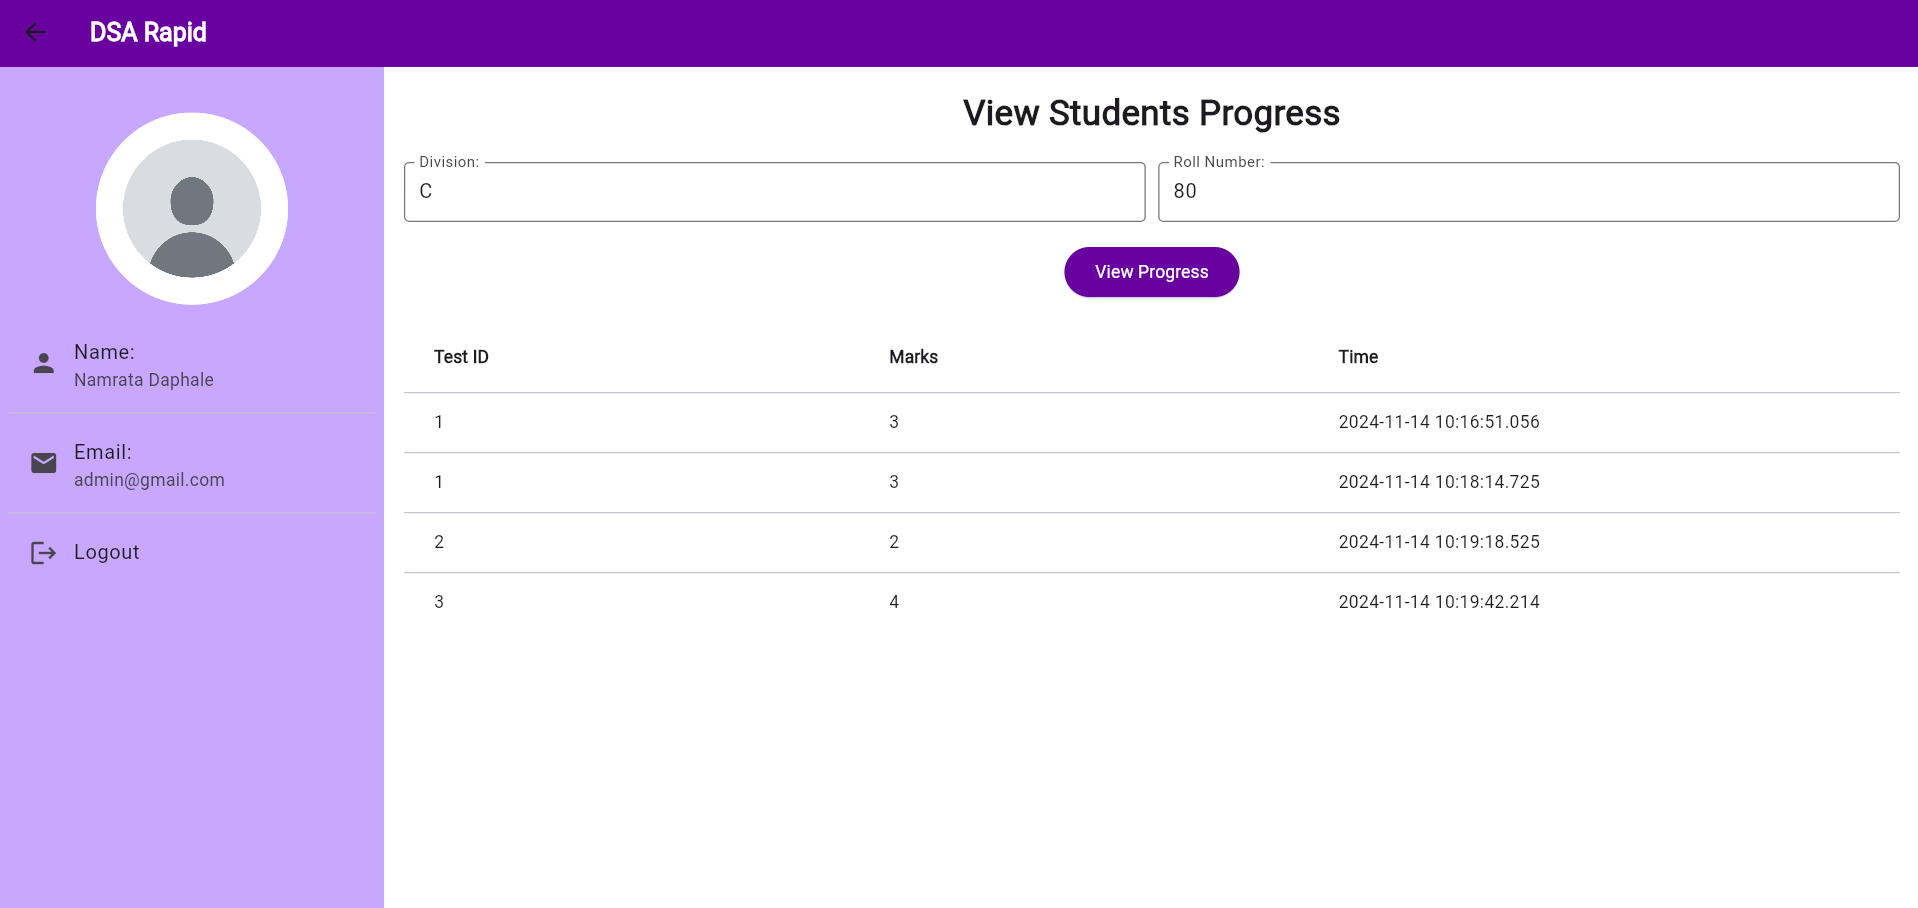 DSA Rapid
Name:
Namrata Daphale
Email:
admin@gmail.com
Logout
View Students Progress
Division: Roll Number:
C 80
View Progress
Test ID Marks Time
1 3 2024-11-14 10:16:51.056
1 3 2024-11-14 10:18:14.725
2 2 2024-11-14 10:19:18.525
3 4 2024-11-14 10:19:42.214